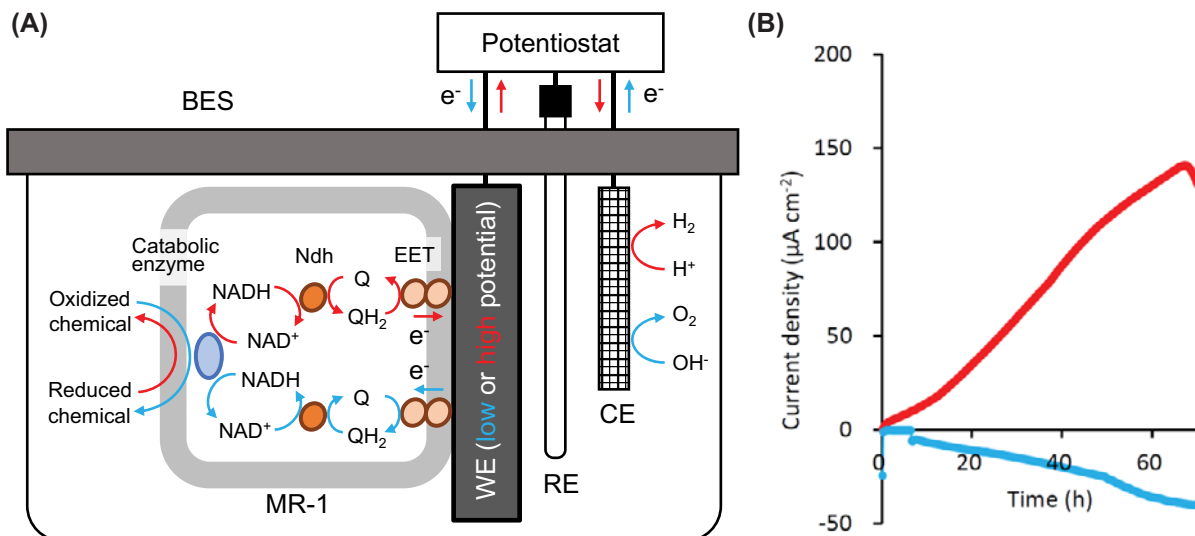 (A)
Potentiostat
BES
e⁻
e⁻
Catabolic
enzyme
Ndh
EET
Oxidized
chemical
NADH
Q
NAD⁺
QH₂
e⁻
Reduced
chemical
NADH
Q
e⁻
NAD⁺
QH₂
MR-1
WE (low or high potential)
RE
CE
H₂
H⁺
O₂
OH⁻
(B)
200
150
100
50
0
-50
Current density (µA cm⁻²)
0
20
40
60
Time (h)